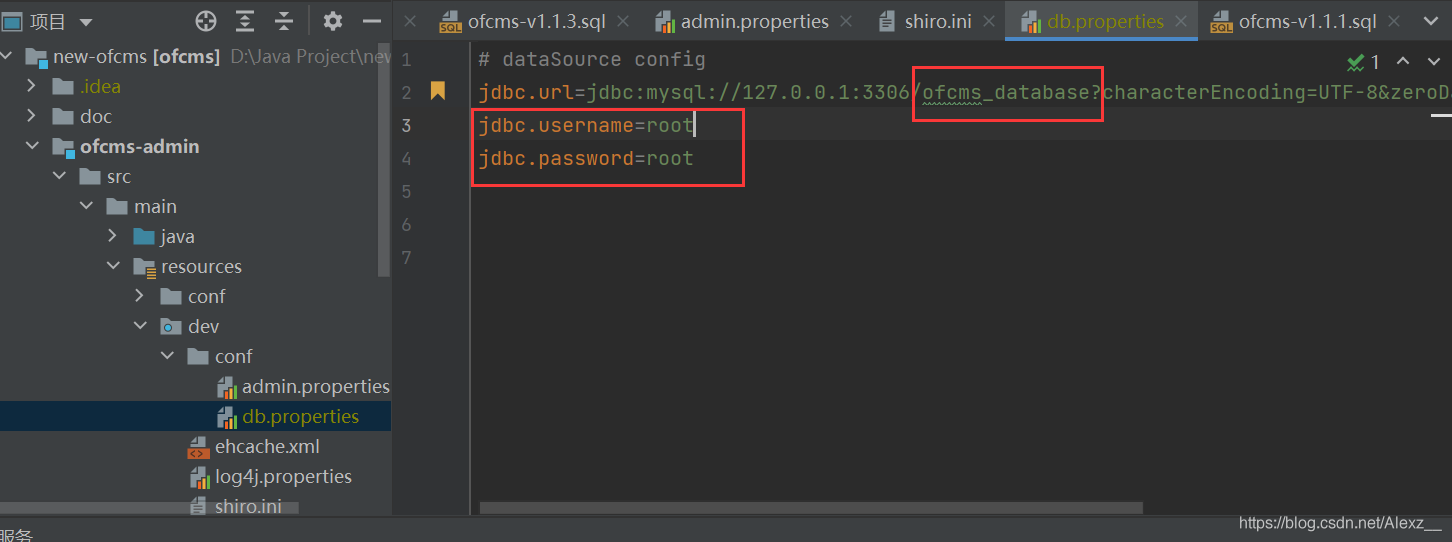 项目
ofcms-v1.1.3.sql
admin.properties
shiro.ini
db.properties
ofcms-v1.1.1.sql
new-ofcms [ofcms] D:\Java Project\new
.idea
doc
ofcms-admin
src
main
java
resources
conf
dev
conf
admin.properties
db.properties
ehcache.xml
log4j.properties
shiro.ini
服务
1 # dataSource config
1
2 jdbc.url=jdbc:mysql://127.0.0.1:3306/ofcms_database?characterEncoding=UTF-8&zeroDa
3 jdbc.username=root
4 jdbc.password=root
5
6
7
https://blog.csdn.net/Alexz__